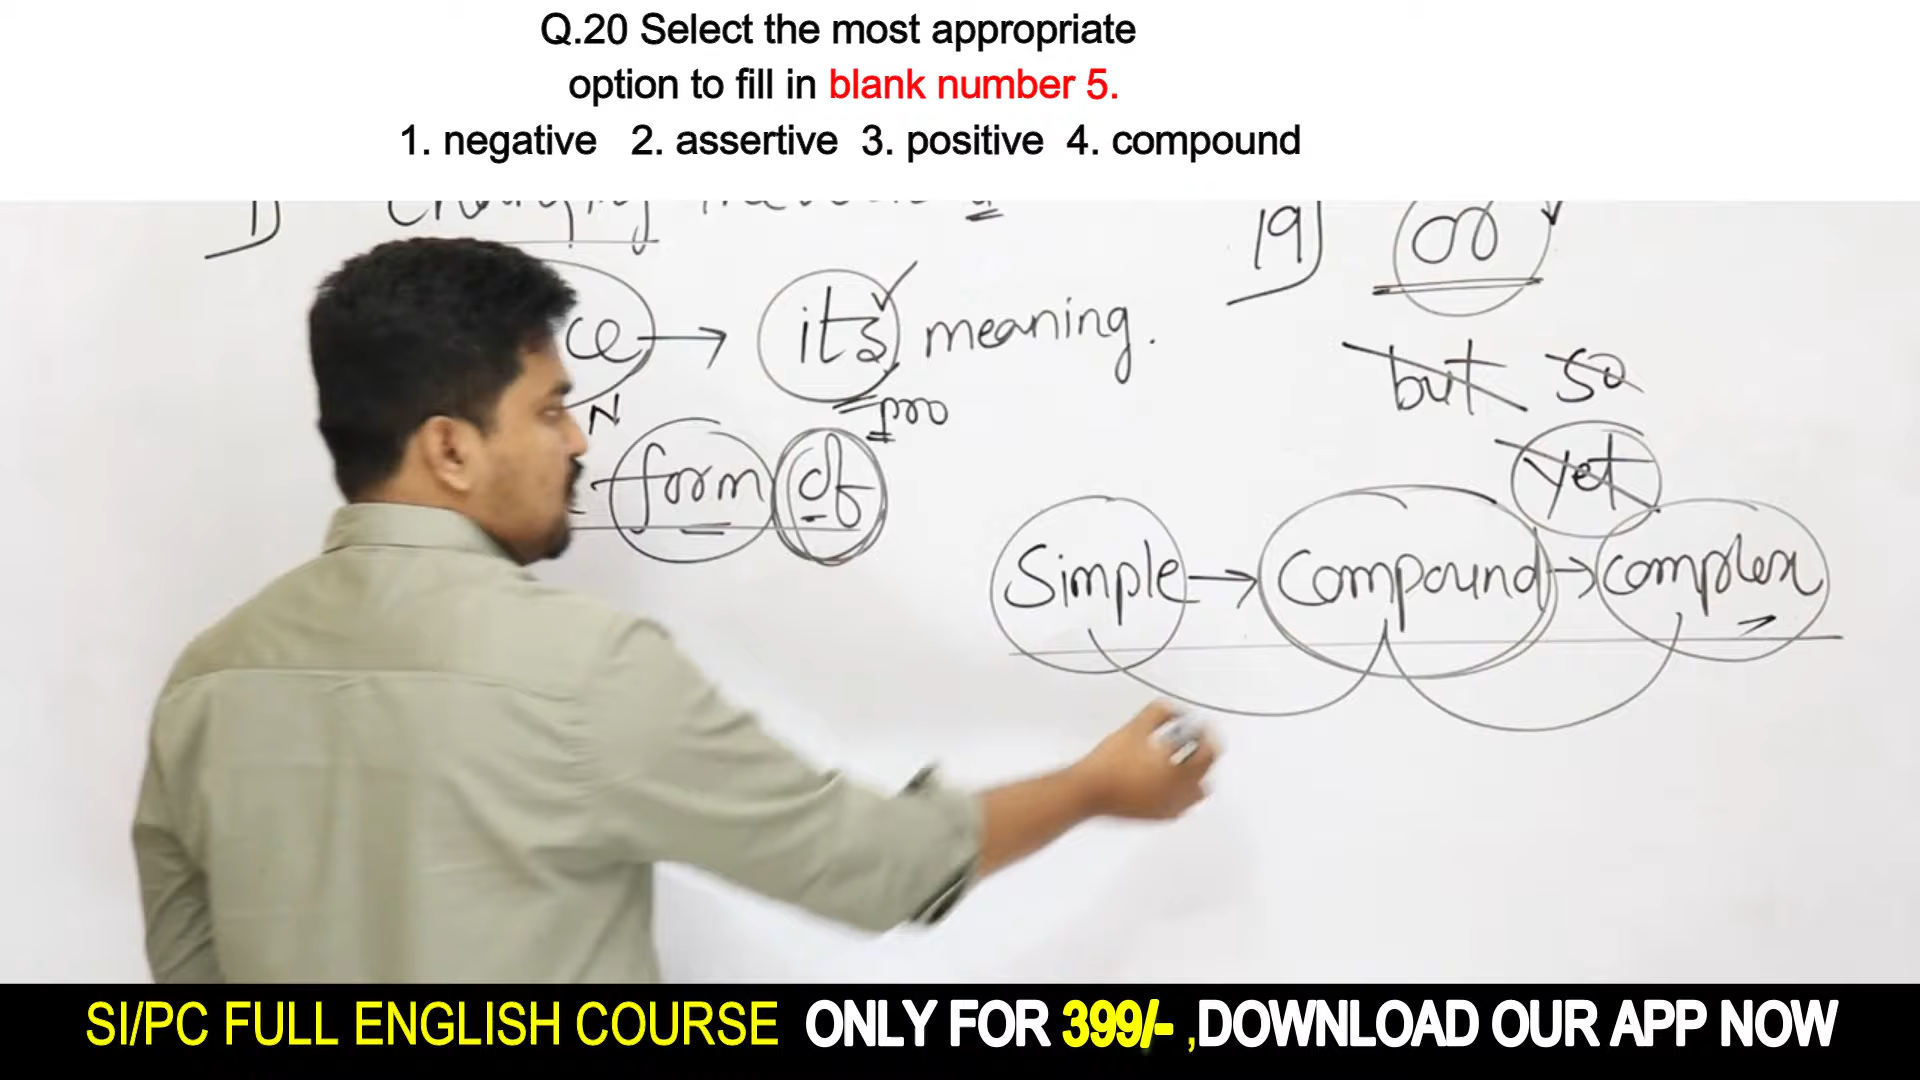 Q.20 Select the most appropriate
option to fill in blank number 5.
1. negative 2. assertive 3. positive 4. compound
1)
19) or
ce → its meaning.
but so
N pro
form of
yet
Simple → Compound → Complex
SI/PC FULL ENGLISH COURSE ONLY FOR 399/- ,DOWNLOAD OUR APP NOW